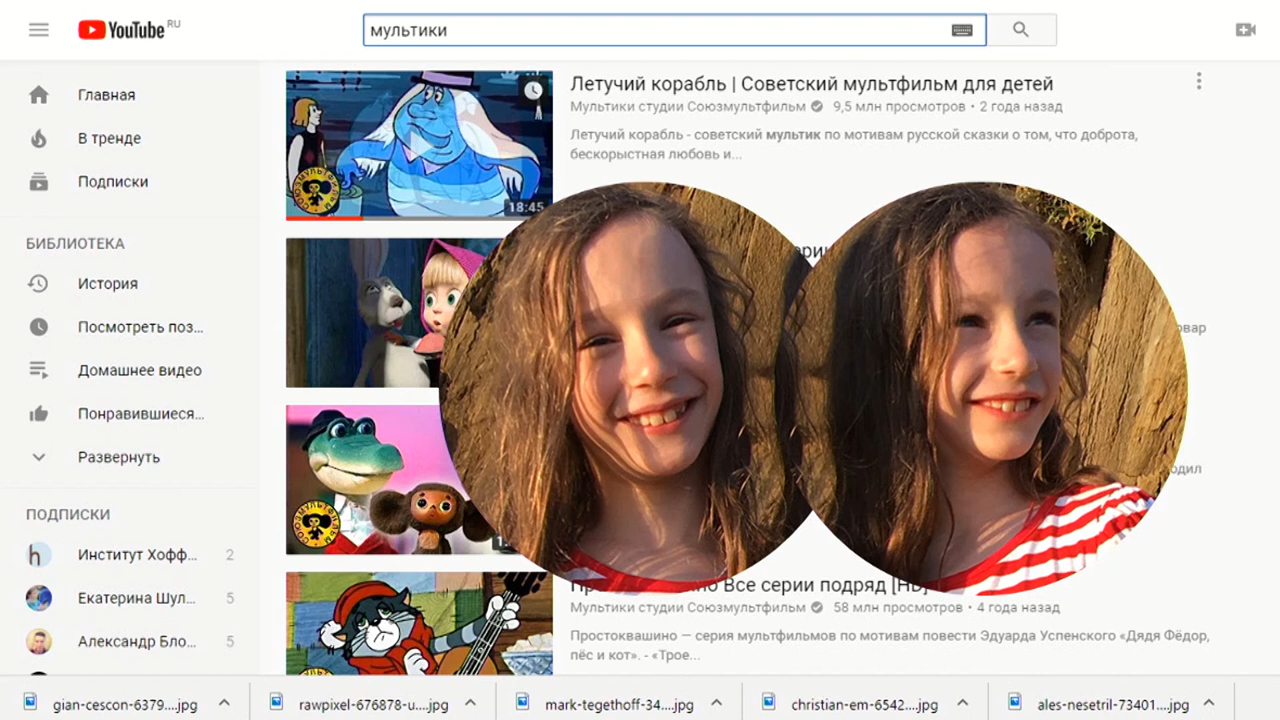 YouTube RU
мультики
Главная
В тренде
Подписки
БИБЛИОТЕКА
История
Посмотреть поз...
Домашнее видео
Понравившиеся...
Развернуть
ПОДПИСКИ
Институт Хофф... 2
Екатерина Шул... 5
Александр Бло... 5
18:45
Летучий корабль | Советский мультфильм для детей
Мультики студии Союзмультфильм 9,5 млн просмотров • 2 года назад
Летучий корабль - советский мультик по мотивам русской сказки о том, что доброта,
бескорыстная любовь и...
Все серии подряд [HD]
Мультики студии Союзмультфильм 58 млн просмотров • 4 года назад
Простоквашино — серия мультфильмов по мотивам повести Эдуарда Успенского «Дядя Фёдор,
пёс и кот». - «Трое...
gian-cescon-6379....jpg
rawpixel-676878-u....jpg
mark-tegethoff-34....jpg
christian-em-6542....jpg
ales-nesetril-73401....jpg